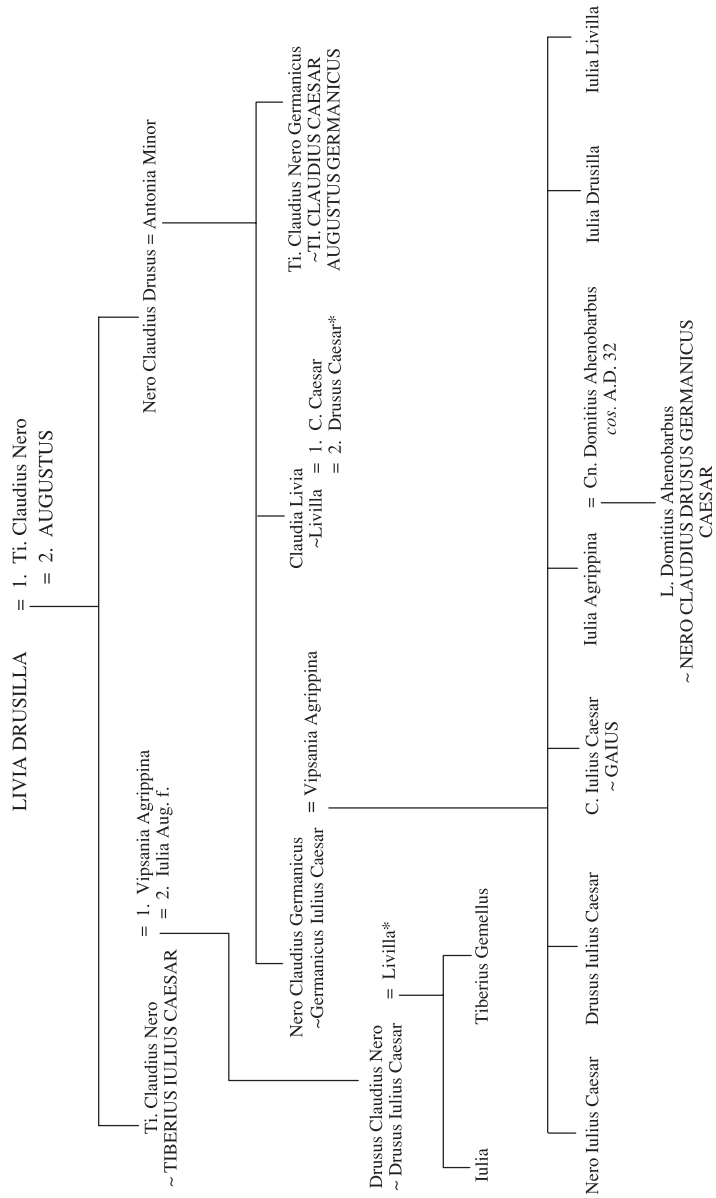 LIVIA DRUSILLA = 1. Ti. Claudius Nero
= 2. AUGUSTUS
Ti. Claudius Nero = 1. Vipsania Agrippina
~ TIBERIUS IULIUS CAESAR = 2. Iulia Aug. f.
Nero Claudius Drusus = Antonia Minor
Nero Claudius Germanicus
~Germanicus Iulius Caesar = Vipsania Agrippina
Claudia Livia
~Livilla = 1. C. Caesar
= 2. Drusus Caesar*
Ti. Claudius Nero Germanicus
~TI. CLAUDIUS CAESAR
AUGUSTUS GERMANICUS
Drusus Claudius Nero
~ Drusus Iulius Caesar = Livilla*
Iulia
Tiberius Gemellus
Nero Iulius Caesar
Drusus Iulius Caesar
C. Iulius Caesar
~ GAIUS
Iulia Agrippina = Cn. Domitius Ahenobarbus
cos. A.D. 32
Iulia Drusilla
Iulia Livilla
L. Domitius Ahenobarbus
~ NERO CLAUDIUS DRUSUS GERMANICUS
CAESAR